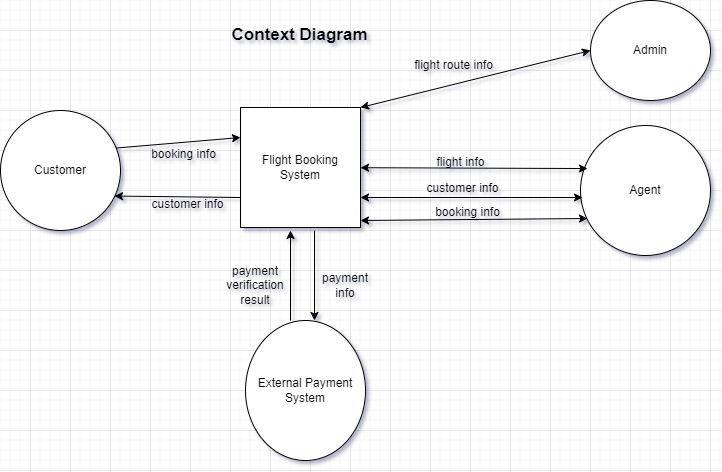 Context Diagram
Admin
flight route info
Customer
booking info
customer info
Flight Booking
System
flight info
customer info
booking info
Agent
payment
verification
result
payment
info
External Payment
System